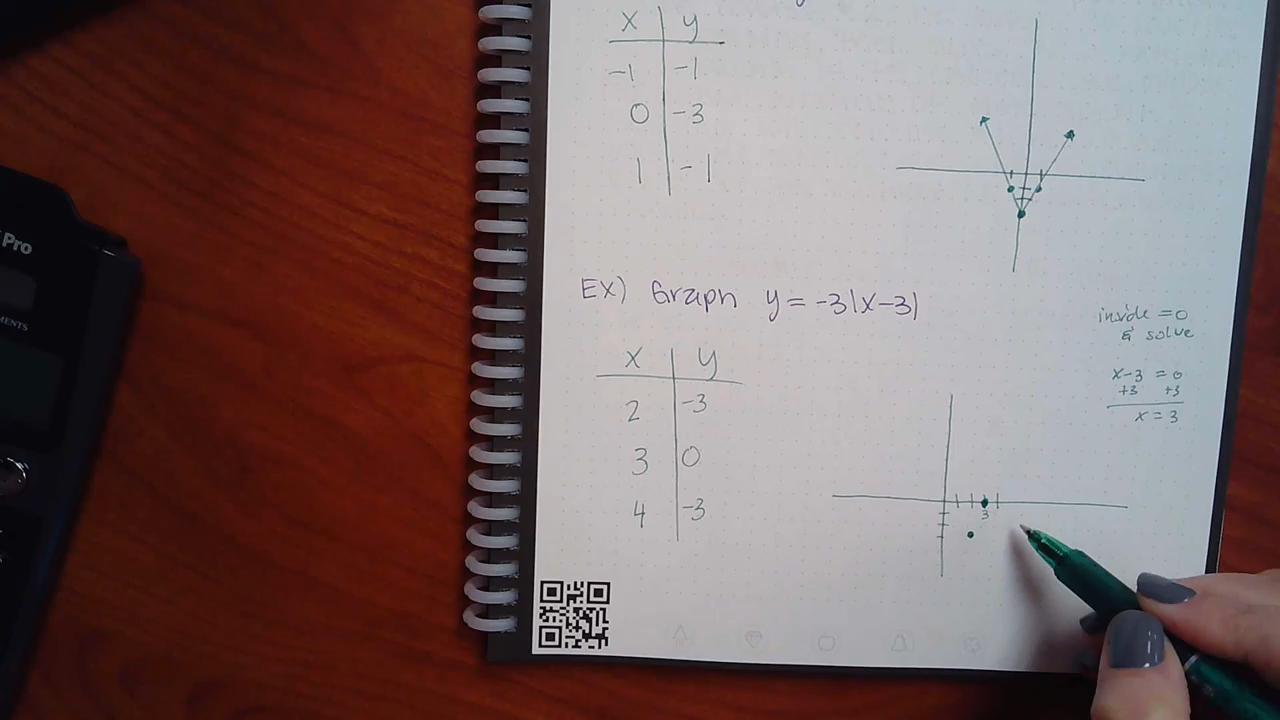 x y
-1 -1
0 -3
1 -1
EX) Graph y = -3|x-3|
inside = 0
& solve
x y
2 -3
3 0
4 -3
x-3 = 0
+3 +3
x = 3
3
Pro
MENTS